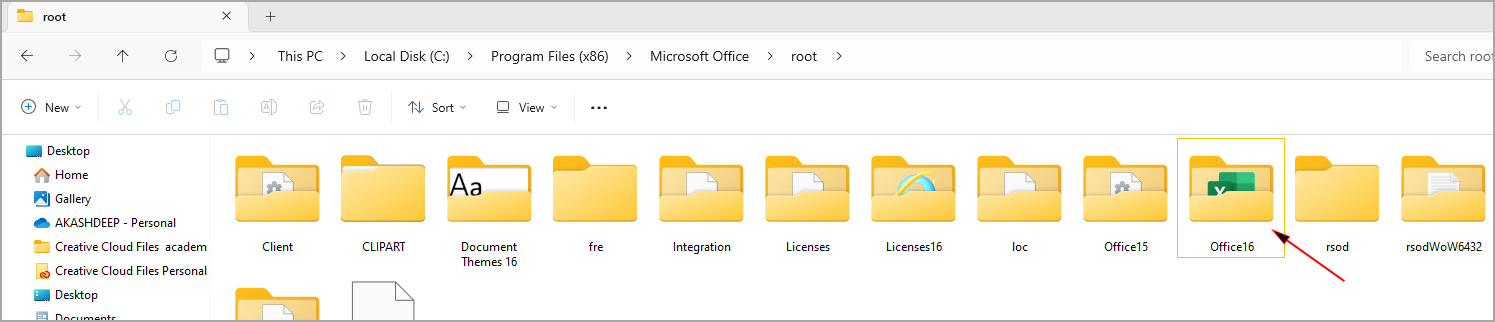 root
This PC > Local Disk (C:) > Program Files (x86) > Microsoft Office > root >
Search root
New
Sort
View
Desktop
Home
Gallery
AKASHDEEP - Personal
Creative Cloud Files academ
Creative Cloud Files Personal
Desktop
Documents
Client
CLIPART
Aa
Document
Themes 16
fre
Integration
Licenses
Licenses16
loc
Office15
X
Office16
rsod
rsodWoW6432